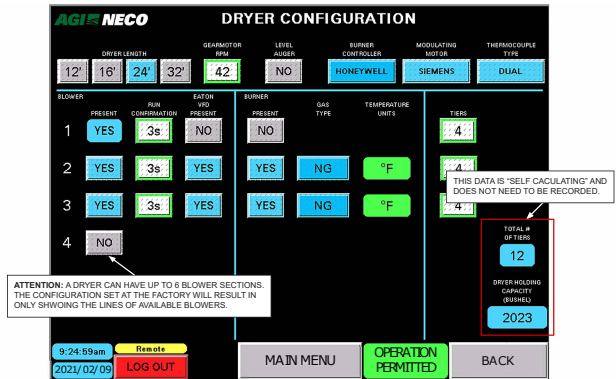 AGI NECO
DRYER CONFIGURATION
DRYER LENGTH
GEARMOTOR
RPM
LEVEL
AUGER
BURNER
CONTROLLER
MODULATING
MOTOR
THERMOCOUPLE
TYPE
12' 16' 24' 32' 42 NO HONEYWELL SIEMENS DUAL
BLOWER
PRESENT
RUN
CONFIRMATION
EATON
VFD
PRESENT
BURNER
PRESENT
GAS
TYPE
TEMPERATURE
UNITS
TIERS
1 YES 3s NO NO 4
2 YES 3s YES YES NG °F 4
3 YES 3s YES YES NG °F 4
4 NO
THIS DATA IS "SELF CACULATING" AND
DOES NOT NEED TO BE RECORDED.
TOTAL #
OF TIERS
12
DRYER HOLDING
CAPACITY
(BUSHEL)
2023
ATTENTION: A DRYER CAN HAVE UP TO 6 BLOWER SECTIONS.
THE CONFIGURATION SET AT THE FACTORY WILL RESULT IN
ONLY SHWOING THE LINES OF AVAILABLE BLOWERS.
9:24:59am
Remote
2021/02/09
LOG OUT
MAIN MENU
OPERATION
PERMITTED
BACK